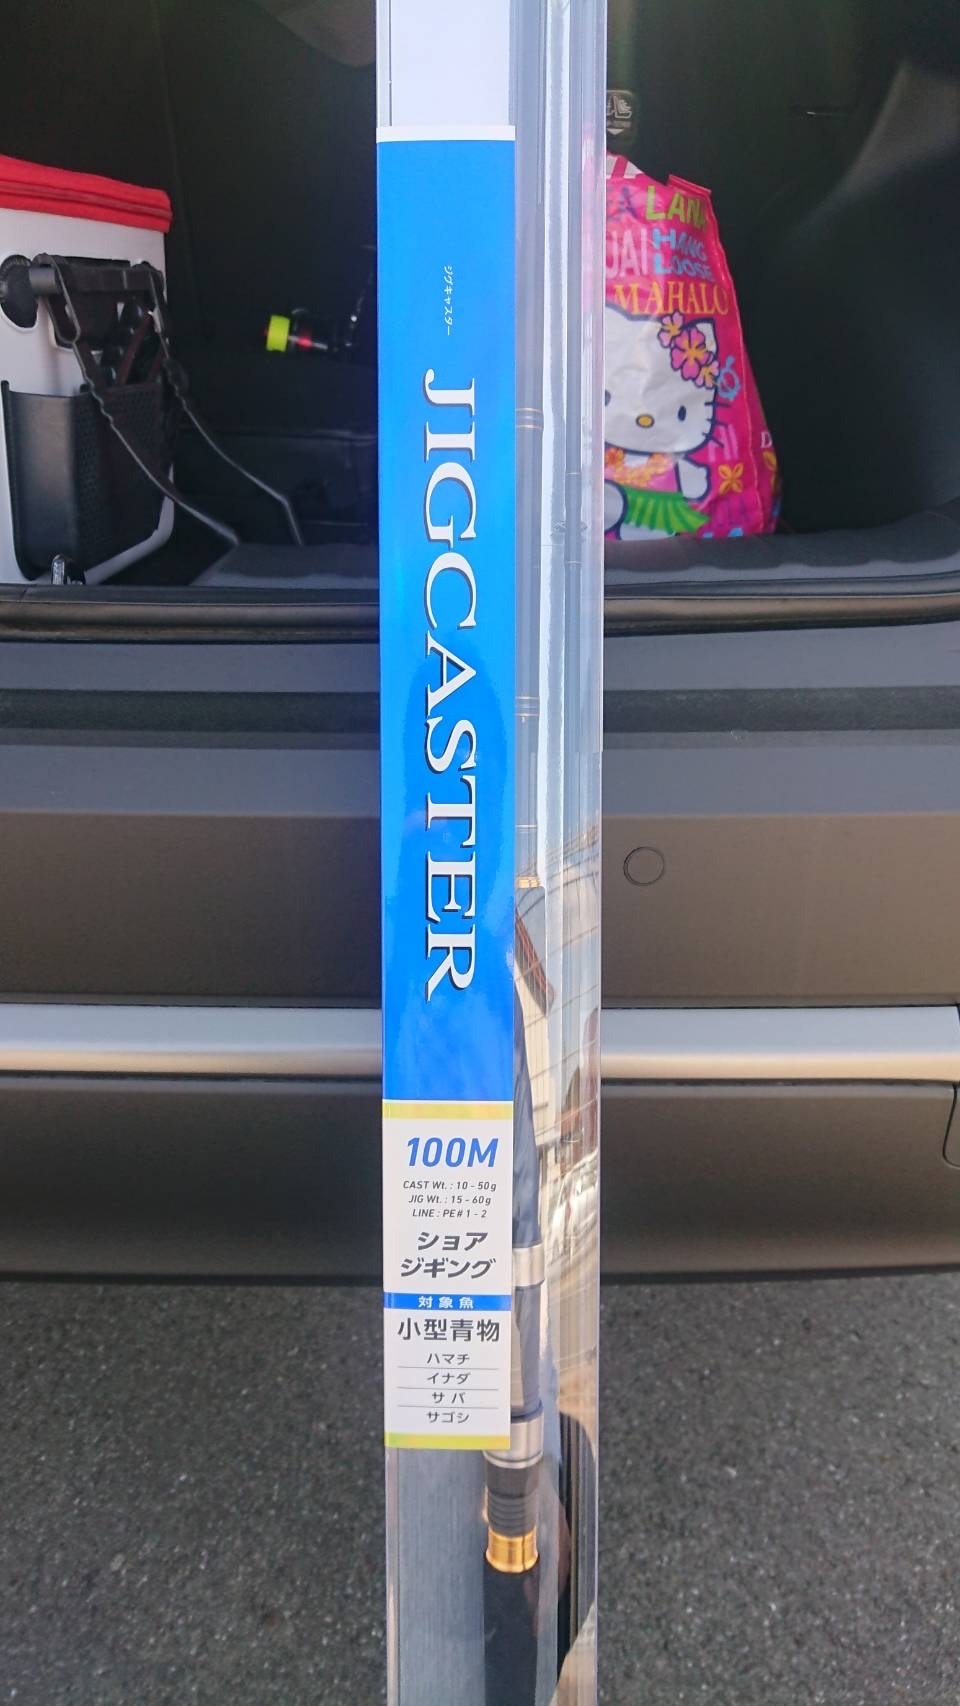 ジグキャスター
JIGCASTER
100M
CAST Wt. : 10 - 50g
JIG Wt. : 15 - 60g
LINE : PE# 1 - 2
ショア
ジギング
対象魚
小型青物
ハマチ
イナダ
サバ
サゴシ
LANA
HANG
LOOSE
MAHALO